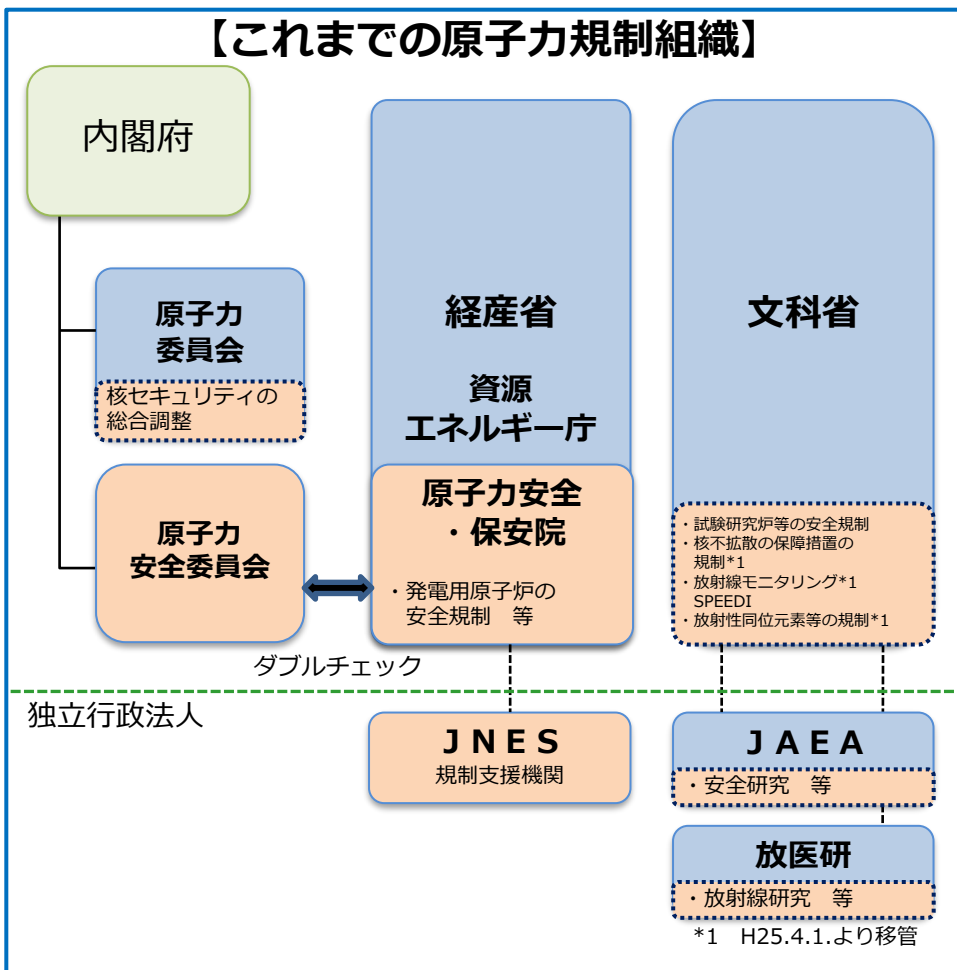 【これまでの原子力規制組織】
内閣府
原子力
委員会
核セキュリティの
総合調整
原子力
安全委員会
経産省
資源
エネルギー庁
原子力安全
・保安院
・発電用原子炉の
安全規制　等
ダブルチェック
文科省
・試験研究炉等の安全規制
・核不拡散の保障措置の
規制*1
・放射線モニタリング*1
SPEEDI
・放射性同位元素等の規制*1
独立行政法人
ＪＮＥＳ
規制支援機関
ＪＡＥＡ
・安全研究　等
放医研
・放射線研究　等
*1　H25.4.1.より移管